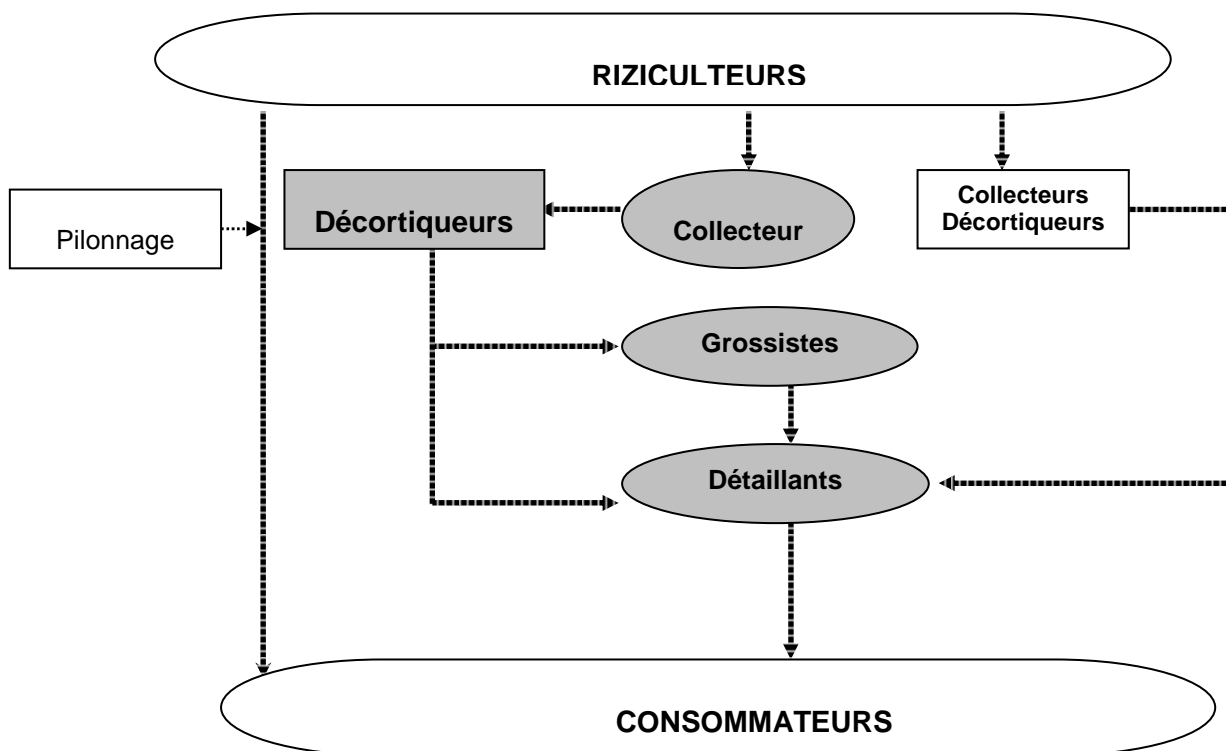 RIZICULTEURS
Pilonnage
Décortiqueurs
Collecteur
Collecteurs
Décortiqueurs
Grossistes
Détaillants
CONSOMMATEURS